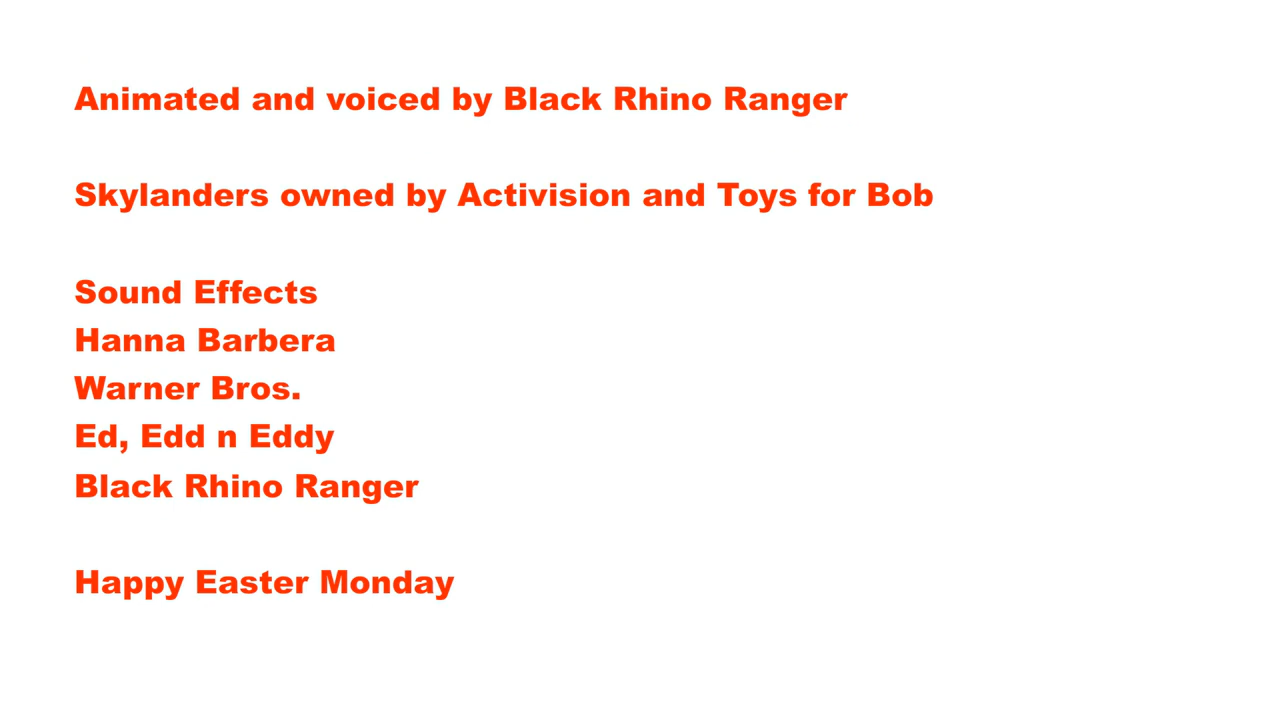 Animated and voiced by Black Rhino Ranger
Skylanders owned by Activision and Toys for Bob
Sound Effects
Hanna Barbera
Warner Bros.
Ed, Edd n Eddy
Black Rhino Ranger
Happy Easter Monday